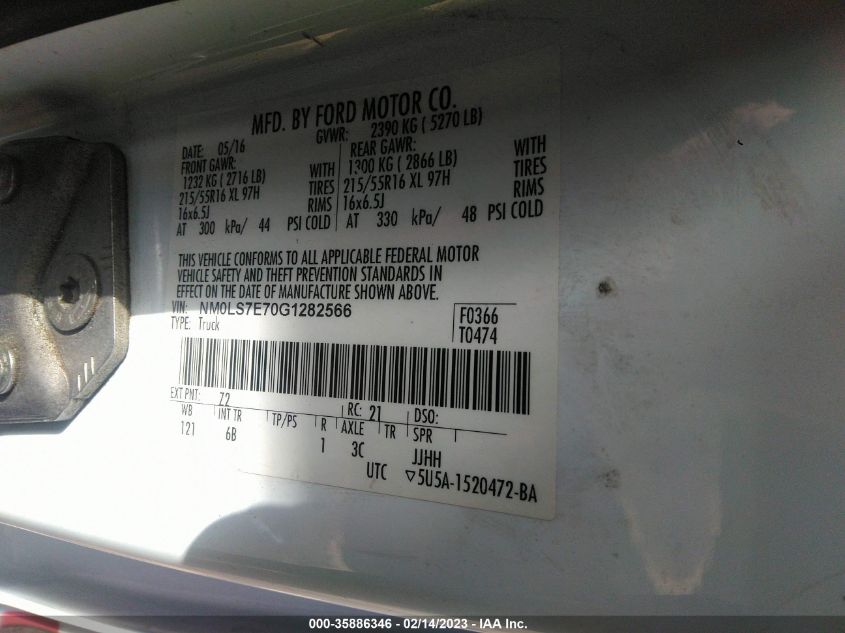 MFD. BY FORD MOTOR CO.
DATE: 05/16 GVWR: 2390 KG ( 5270 LB)
FRONT GAWR: REAR GAWR:
1232 KG ( 2716 LB) WITH 1300 KG ( 2866 LB) WITH
215/55R16 XL 97H TIRES 215/55R16 XL 97H TIRES
16x6.5J RIMS 16x6.5J RIMS
AT 300 kPa/ 44 PSI COLD AT 330 kPa/ 48 PSI COLD
THIS VEHICLE CONFORMS TO ALL APPLICABLE FEDERAL MOTOR
VEHICLE SAFETY AND THEFT PREVENTION STANDARDS IN
EFFECT ON THE DATE OF MANUFACTURE SHOWN ABOVE.
VIN: NM0LS7E70G1282566 F0366
TYPE: Truck T0474
EXT PNT: Z2 RC: 21 DSO:
WB INT TR TP/PS R AXLE TR SPR
121 6B 1 3C JJHH
UTC ▽5U5A-1520472-BA
000-35886346 - 02/14/2023 - IAA Inc.